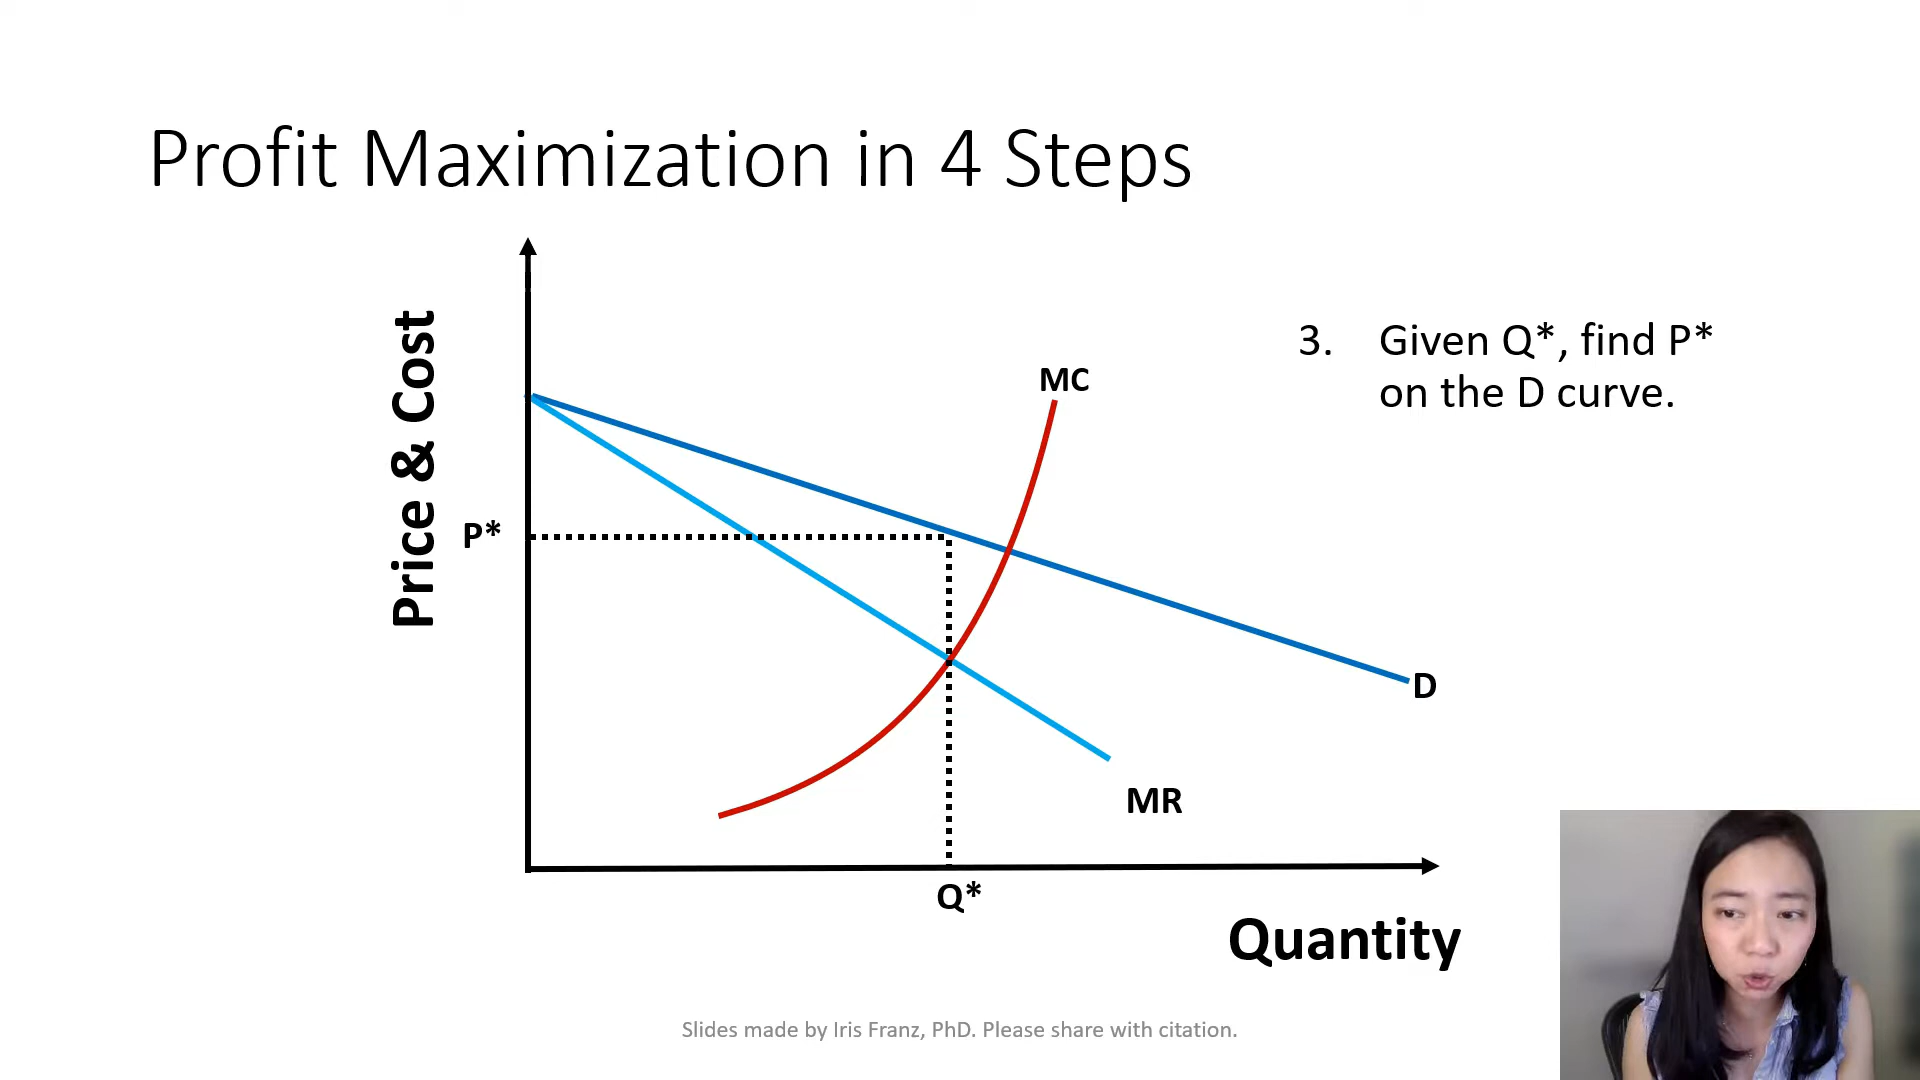 Profit Maximization in 4 Steps
Price & Cost
3. Given Q*, find P*
on the D curve.
MC
P*
D
MR
Q*
Quantity
Slides made by Iris Franz, PhD. Please share with citation.